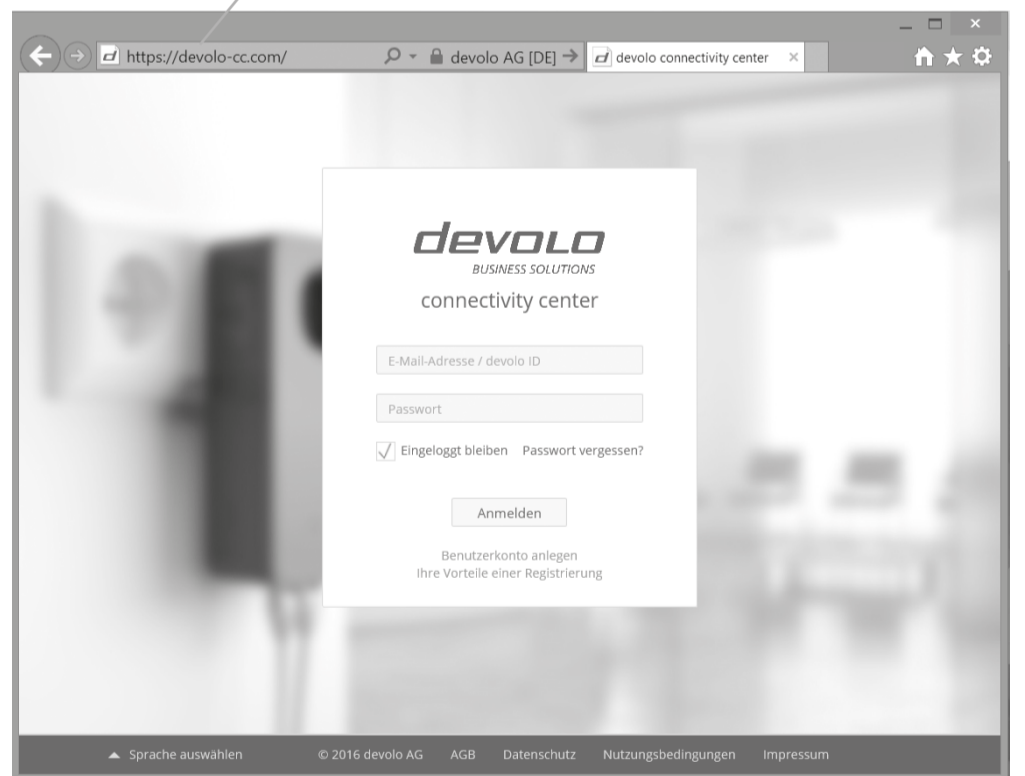 https://devolo-cc.com/ devolo AG [DE] devolo connectivity center
devolo
BUSINESS SOLUTIONS
connectivity center
E-Mail-Adresse / devolo ID
Passwort
Eingeloggt bleiben Passwort vergessen?
Anmelden
Benutzerkonto anlegen
Ihre Vorteile einer Registrierung
Sprache auswählen © 2016 devolo AG AGB Datenschutz Nutzungsbedingungen Impressum